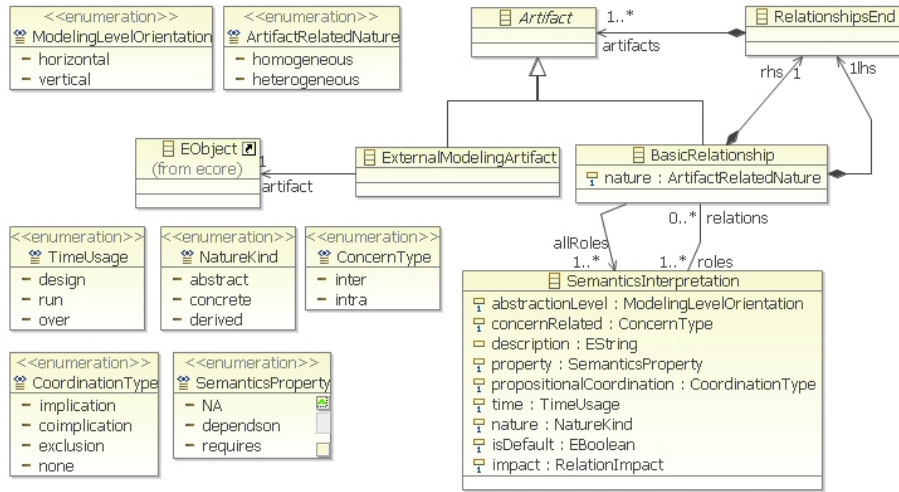 <<enumeration>>
ModelingLevelOrientation
horizontal
vertical
<<enumeration>>
ArtifactRelatedNature
homogeneous
heterogeneous
Artifact
1..*
artifacts
RelationshipsEnd
rhs 1
1lhs
EObject
(from ecore)
1
artifact
ExternalModelingArtifact
BasicRelationship
nature : ArtifactRelatedNature
0..* relations
allRoles
1..*
1..* roles
<<enumeration>>
TimeUsage
design
run
over
<<enumeration>>
NatureKind
abstract
concrete
derived
<<enumeration>>
ConcernType
inter
intra
<<enumeration>>
CoordinationType
implication
coimplication
exclusion
none
<<enumeration>>
SemanticsProperty
NA
dependson
requires
SemanticsInterpretation
abstractionLevel : ModelingLevelOrientation
concernRelated : ConcernType
description : EString
property : SemanticsProperty
propositionalCoordination : CoordinationType
time : TimeUsage
nature : NatureKind
isDefault : EBoolean
impact : RelationImpact